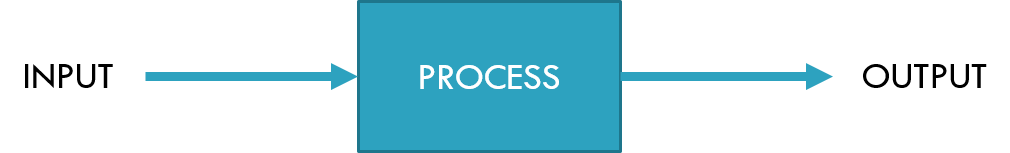 INPUT PROCESS OUTPUT